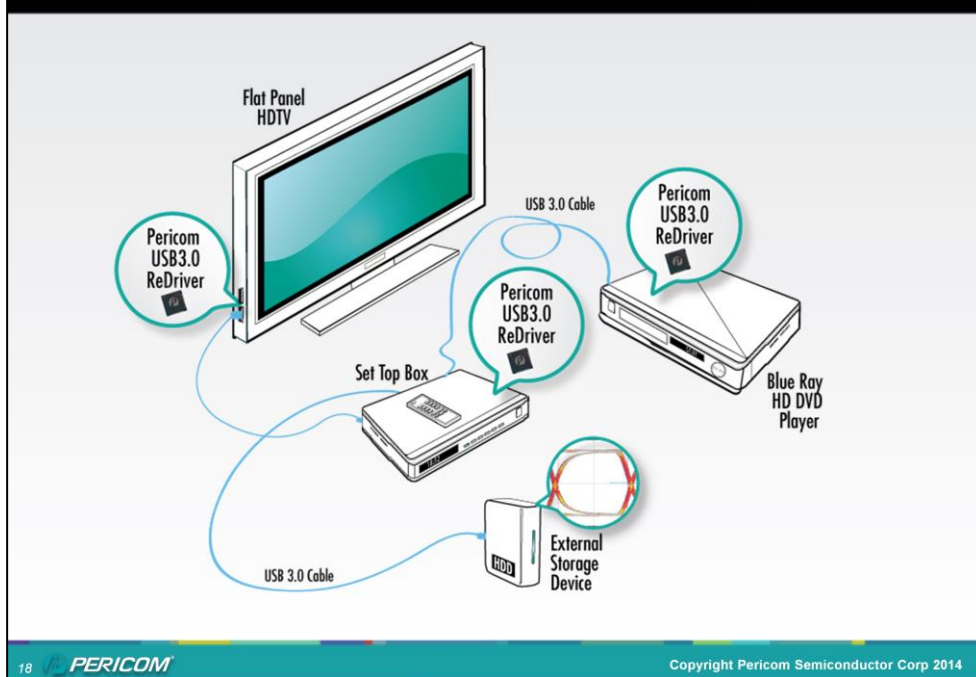 Flat Panel
HDTV
Pericom
USB3.0
ReDriver
USB 3.0 Cable
Pericom
USB3.0
ReDriver
Pericom
USB3.0
ReDriver
Set Top Box
Blue Ray
HD DVD
Player
HDD
External
Storage
Device
USB 3.0 Cable
18 PERICOM
Copyright Pericom Semiconductor Corp 2014